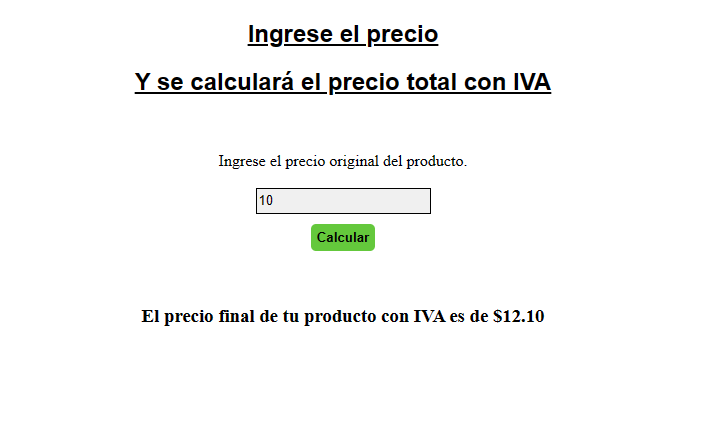 Ingrese el precio
Y se calculará el precio total con IVA
Ingrese el precio original del producto.
10
Calcular
El precio final de tu producto con IVA es de $12.10